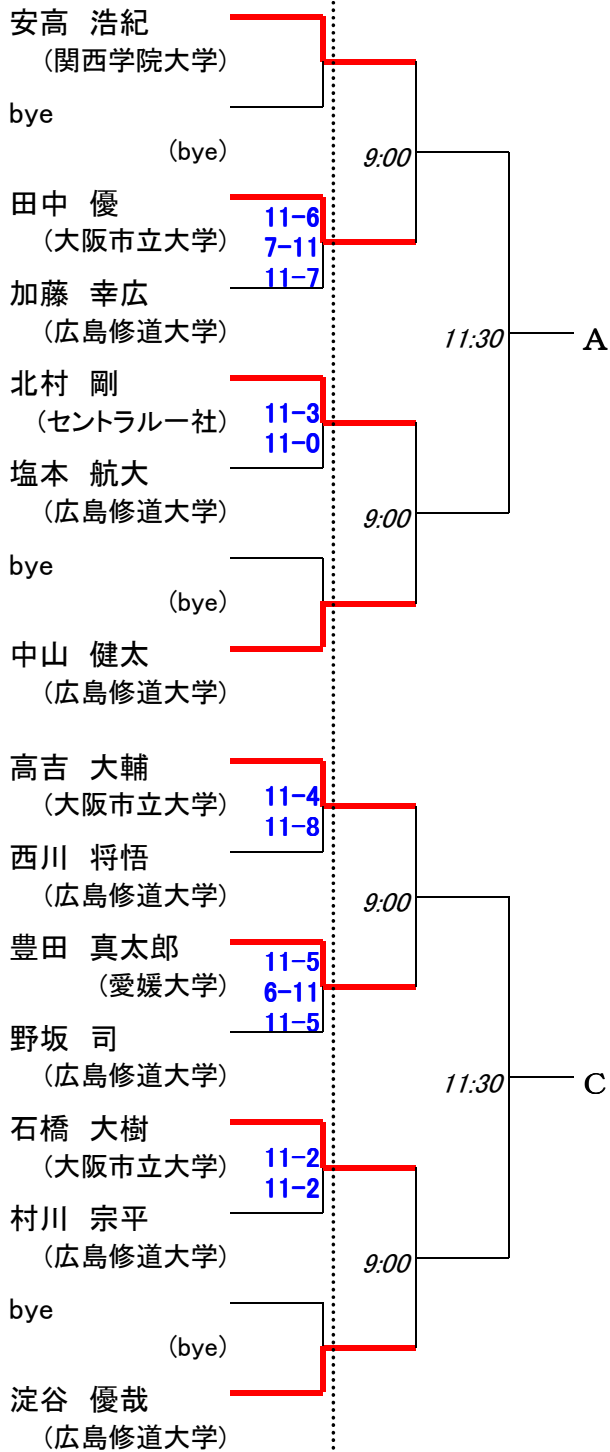 安高 浩紀
(関西学院大学)
bye
(bye)
9:00
田中 優
11-6
(大阪市立大学)
7-11
11-7
加藤 幸広
(広島修道大学)
11:30
A
北村 剛
(セントラルー社)
11-3
11-0
塩本 航大
(広島修道大学)
9:00
bye
(bye)
中山 健太
(広島修道大学)
高吉 大輔
(大阪市立大学)
11-4
11-8
西川 将悟
(広島修道大学)
9:00
豊田 真太郎
11-5
(愛媛大学)
6-11
11-5
野坂 司
(広島修道大学)
11:30
C
石橋 大樹
(大阪市立大学)
11-2
11-2
村川 宗平
(広島修道大学)
9:00
bye
(bye)
淀谷 優哉
(広島修道大学)